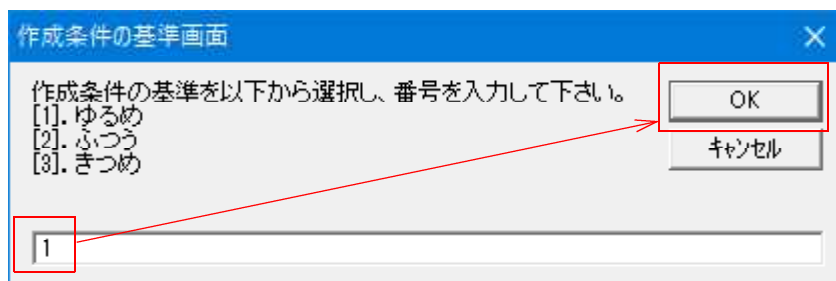 作成条件の基準画面
作成条件の基準を以下から選択し、番号を入力して下さい。
[1]. ゆるめ
[2]. ふつう
[3]. きつめ
OK
キャンセル
1